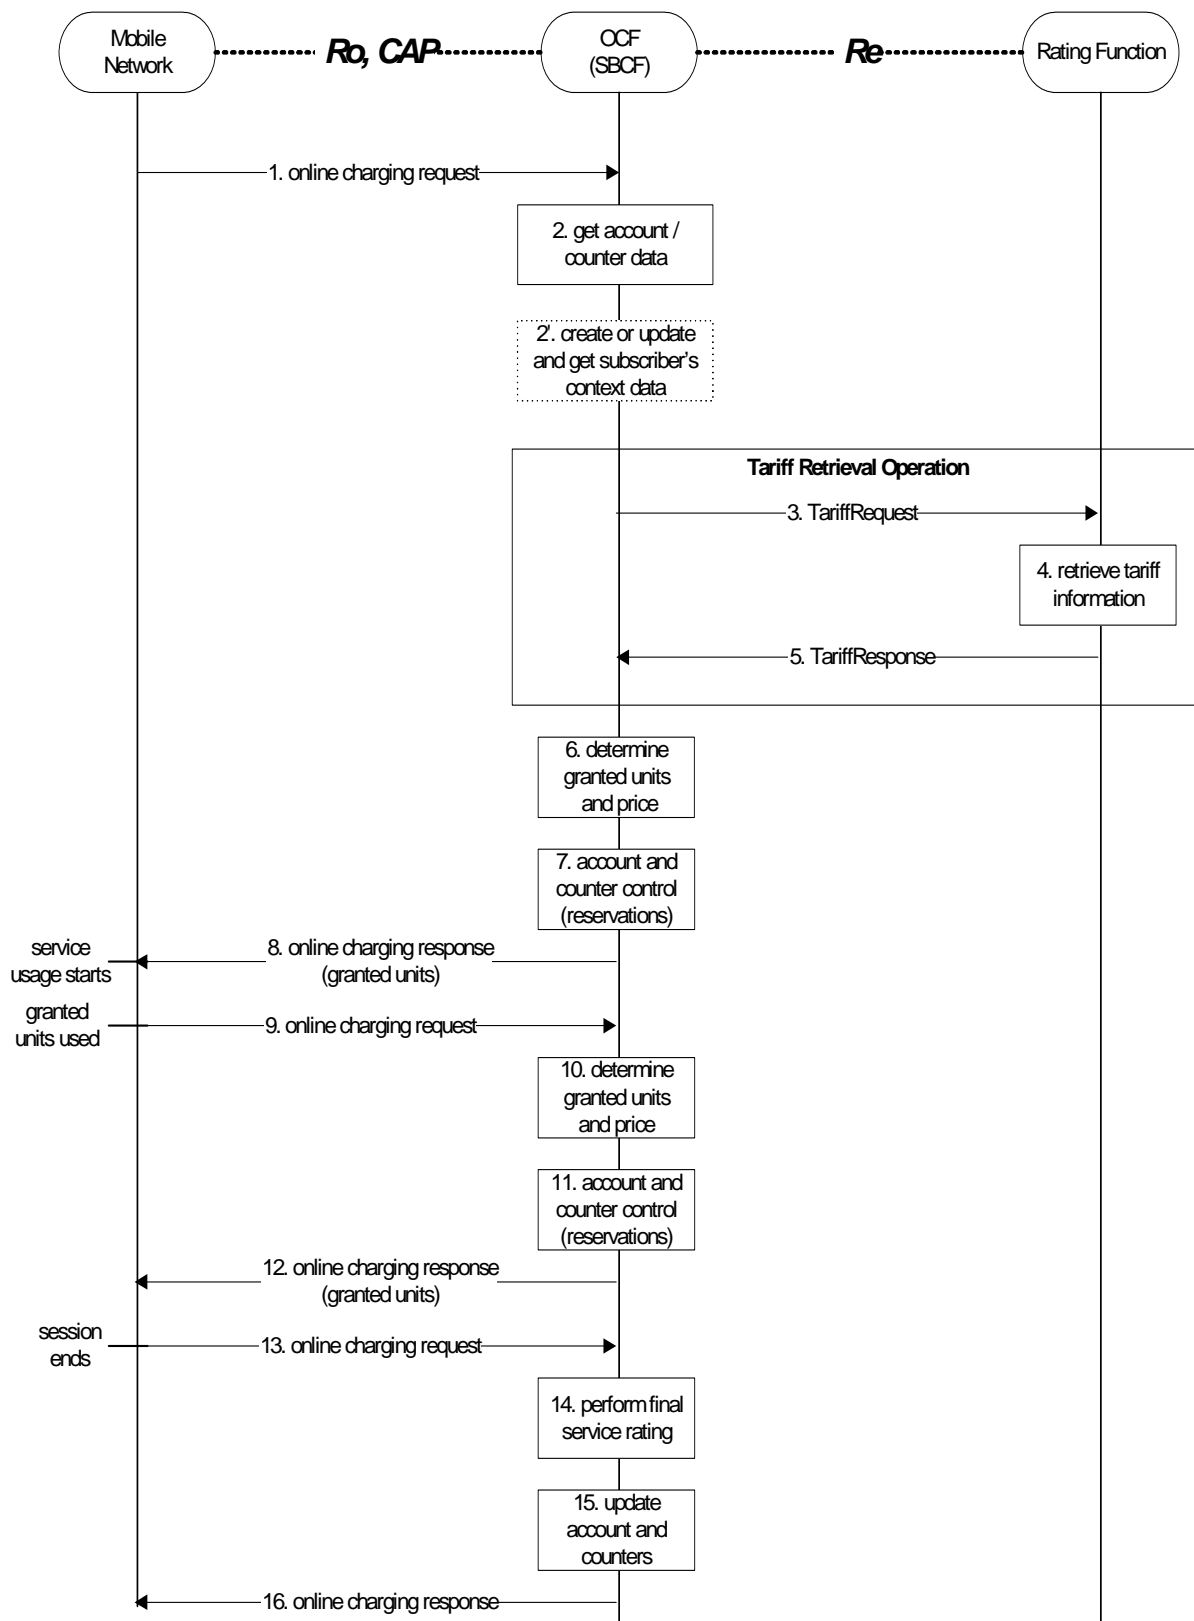 Mobile
Network
Ro, CAP
OCF
(SBCF)
Re
Rating Function
1. online charging request
2. get account /
counter data
2'. create or update
and get subscriber's
context data
Tariff Retrieval Operation
3. TariffRequest
4. retrieve tariff
information
5. TariffResponse
6. determine
granted units
and price
7. account and
counter control
(reservations)
service
usage starts
8. online charging response
(granted units)
granted
units used
9. online charging request
10. determine
granted units
and price
11. account and
counter control
(reservations)
12. online charging response
(granted units)
session
ends
13. online charging request
14. perform final
service rating
15. update
account and
counters
16. online charging response